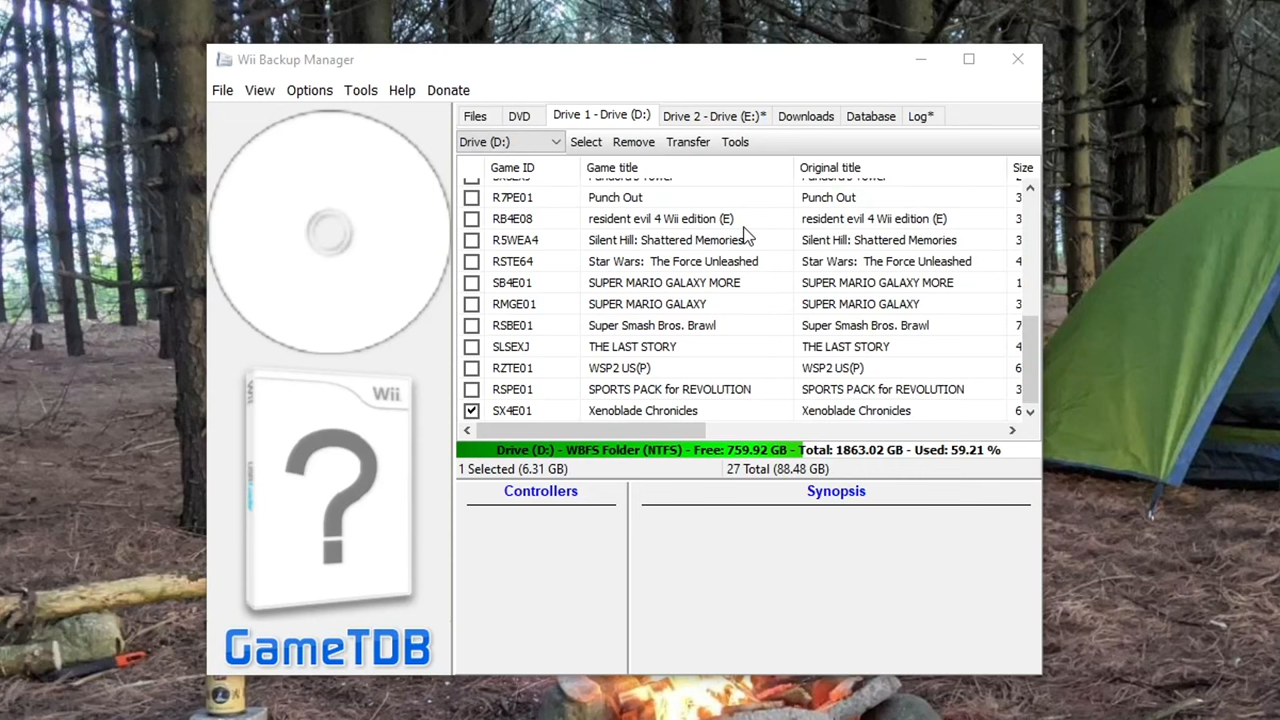 Wii Backup Manager
File View Options Tools Help Donate
Files DVD Drive 1 - Drive (D:) Drive 2 - Drive (E:)* Downloads Database Log*
Drive (D:) Select Remove Transfer Tools
Game ID Game title Original title Size
Pandora's Tower Pandora's Tower
R7PE01 Punch Out Punch Out 3
RB4E08 resident evil 4 Wii edition (E) resident evil 4 Wii edition (E) 3
R5WEA4 Silent Hill: Shattered Memories Silent Hill: Shattered Memories 3
RSTE64 Star Wars: The Force Unleashed Star Wars: The Force Unleashed 4
SB4E01 SUPER MARIO GALAXY MORE SUPER MARIO GALAXY MORE 1
RMGE01 SUPER MARIO GALAXY SUPER MARIO GALAXY 3
RSBE01 Super Smash Bros. Brawl Super Smash Bros. Brawl 7
SLSEXJ THE LAST STORY THE LAST STORY 4
RZTE01 WSP2 US(P) WSP2 US(P) 6
RSPE01 SPORTS PACK for REVOLUTION SPORTS PACK for REVOLUTION 3
SX4E01 Xenoblade Chronicles Xenoblade Chronicles 6
Drive (D:) - WBFS Folder (NTFS) - Free: 759.92 GB - Total: 1863.02 GB - Used: 59.21 %
1 Selected (6.31 GB) 27 Total (88.48 GB)
Controllers Synopsis
Wii
?
GameTDB